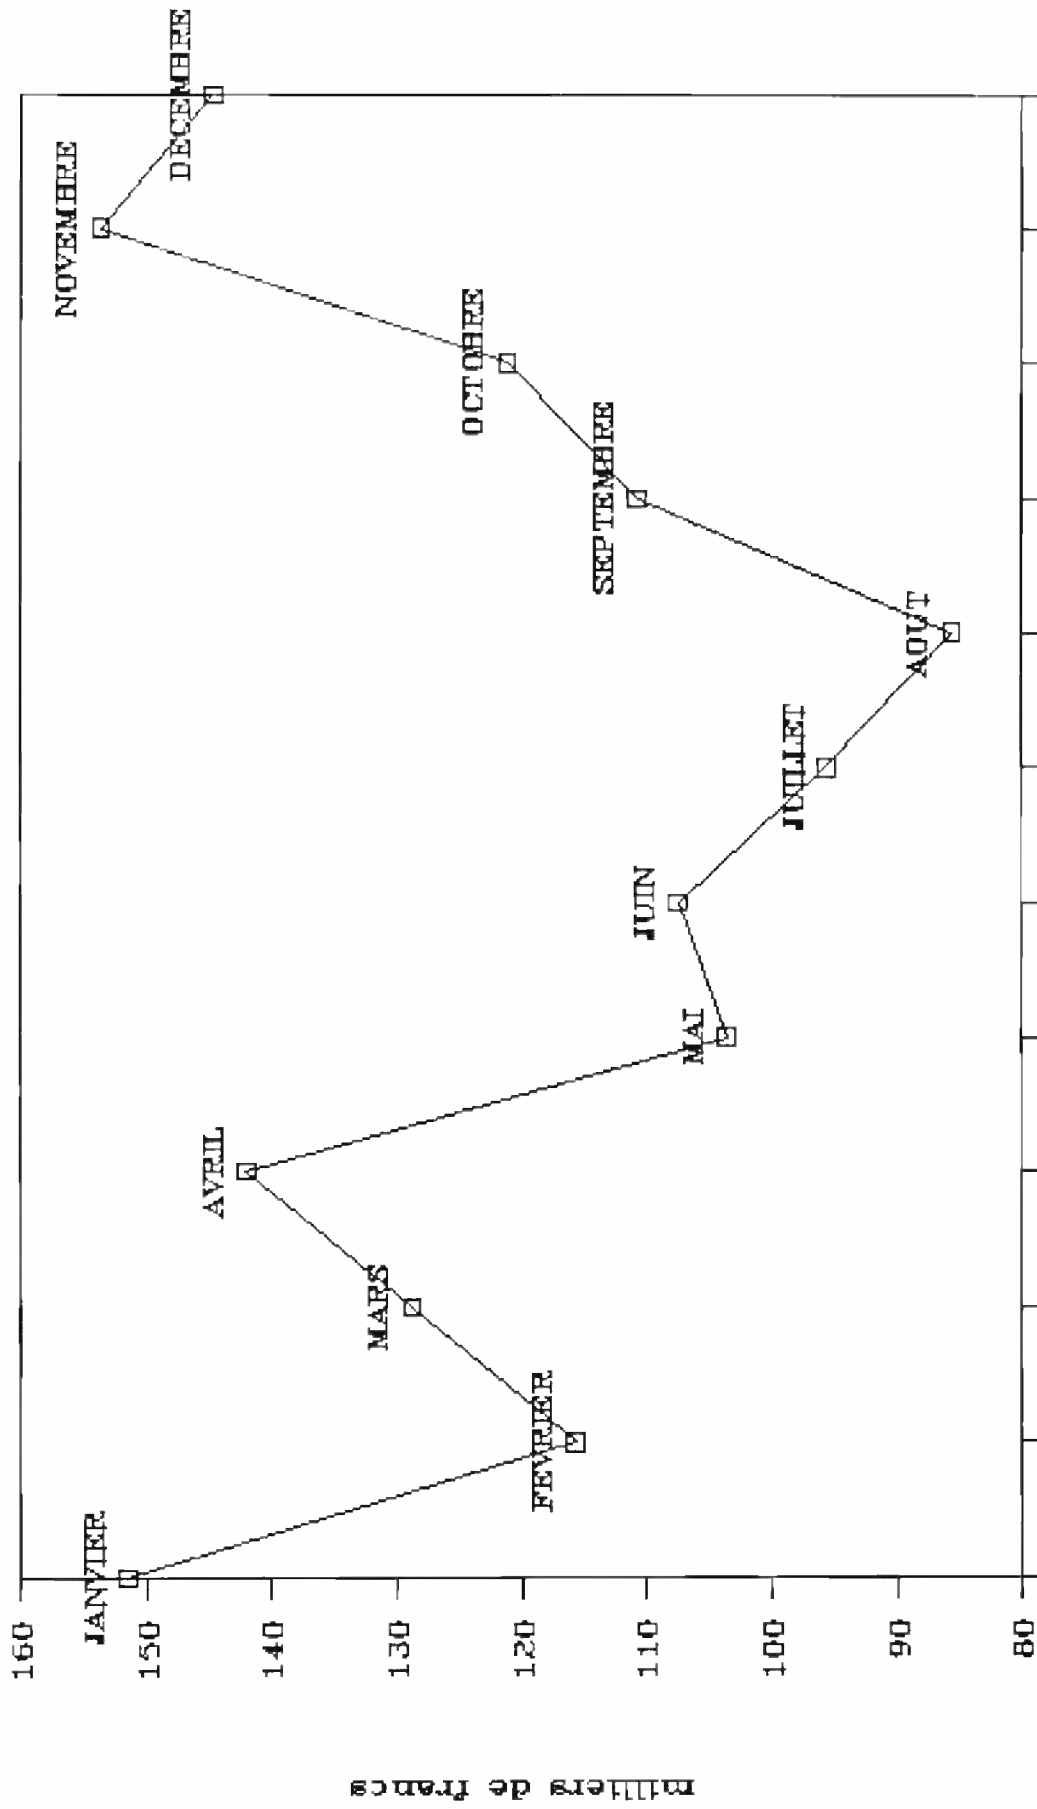 milliers de francs
160
150
140
130
120
110
100
90
80
JANVIER
FEVRIER
MARS
AVRIL
MAI
JUIN
JUILLET
AOUT
SEPTEMBRE
OCTOBRE
NOVEMBRE
DECEMBRE